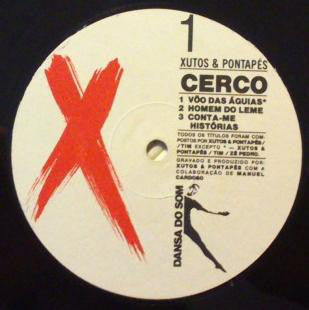 1
XUTOS & PONTAPÉS
CERCO
1 VÔO DAS ÁGUIAS*
2 HOMEM DO LEME
3 CONTA-ME
HISTÓRIAS
TODOS OS TÍTULOS FORAM COM-
POSTOS POR XUTOS & PONTAPÉS/
/TIM EXCEPTO * — XUTOS &
PONTAPÉS / TIM / ZÉ PEDRO.
GRAVADO E PRODUZIDO POR:
XUTOS & PONTAPÉS COM A
COLABORAÇÃO DE MANUEL
CARDOSO
DANSA DO SOM
X